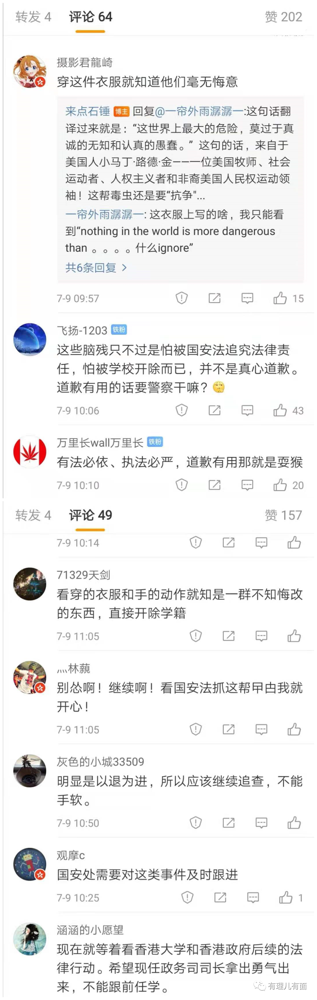 转发 4 评论 64 赞 202
摄影君龍崎
穿这件衣服就知道他们毫无悔意
来点石锤 博主 回复@一帘外雨潺潺一:这句话翻
译过来就是：“这世界上最大的危险，莫过于真
诚的无知和认真的愚蠢。” 这句的话，来自于
美国人小马丁·路德·金———位美国牧师、社会
运动者、人权主义者和非裔美国人民权运动领
袖！这帮毒虫还是要“抗争"...
一帘外雨潺潺一: 这衣服上写的啥，我只能看
到“nothing in the world is more dangerous
than 。。。。什么ignore”
共6条回复 >
7-9 09:57 15
飞扬-1203 铁粉
这些脑残只不过是怕被国安法追究法律责
任，怕被学校开除而已，并不是真心道歉。
道歉有用的话要警察干嘛？
7-9 10:06 43
万里长wall万里长 铁粉
有法必依、执法必严，道歉有用那就是耍猴
7-9 10:10 20
转发 4 评论 49 赞 157
7-9 10:14
71329天剑
看穿的衣服和手的动作就知是一群不知悔改
的东西，直接开除学籍
7-9 11:05
灬林藽
别怂啊！继续啊！看国安法抓这帮曱甴我就
开心！
7-9 11:05
灰色的小城33509
明显是以退为进，所以应该继续追查，不能
手软。
7-9 10:50
观摩c
国安处需要对这类事件及时跟进
7-9 10:25 1
涵涵的小愿望
现在就等着看香港大学和香港政府后续的法
律行动。希望现任政务司司长拿出勇气出
来，不能跟前任学。
有理儿有面